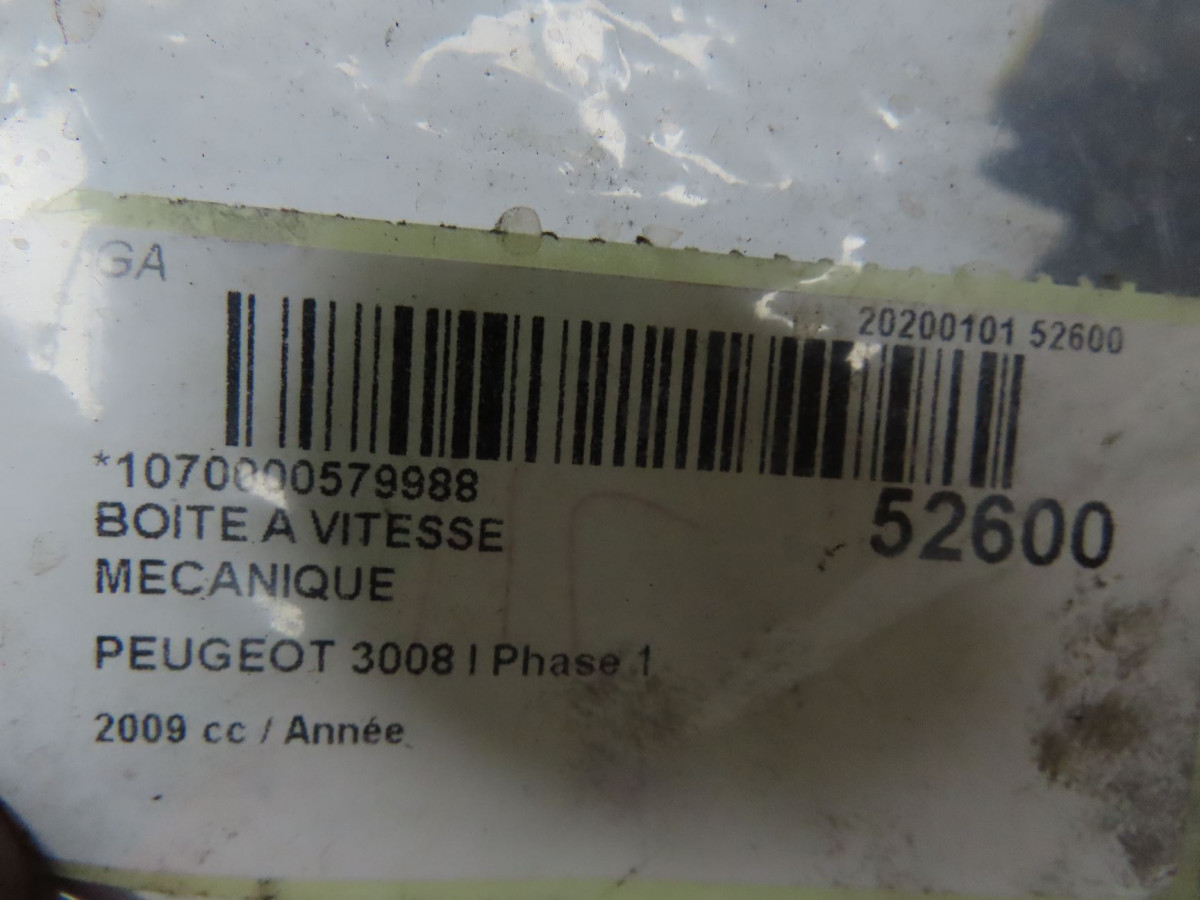 GA
20200101 52600
*1070000579988
52600
BOITE A VITESSE
MECANIQUE
PEUGEOT 3008 I Phase 1
2009 cc / Année